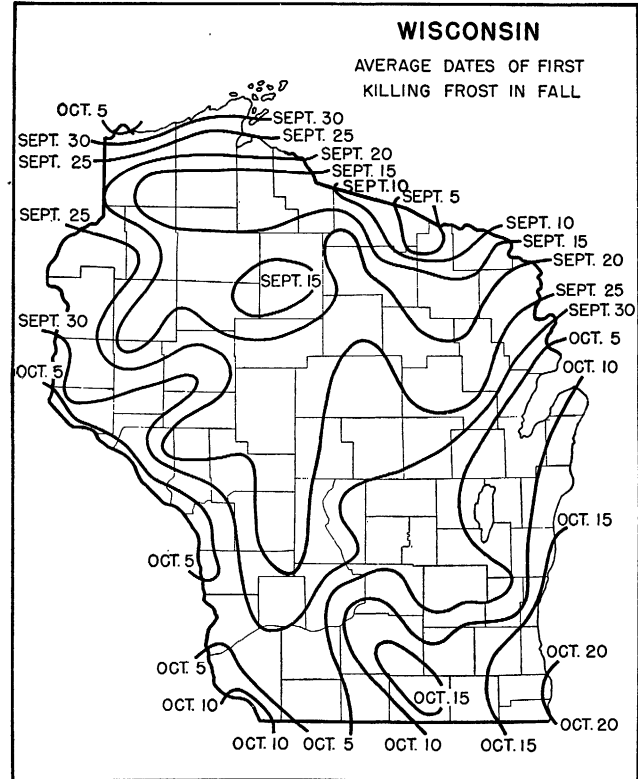 WISCONSIN
AVERAGE DATES OF FIRST
KILLING FROST IN FALL
OCT. 5
SEPT. 30
SEPT. 25
SEPT. 30
SEPT. 25
SEPT. 20
SEPT. 15
SEPT. 10
SEPT. 5
SEPT. 25
SEPT. 10
SEPT. 15
SEPT. 20
SEPT. 15
SEPT. 25
SEPT. 30
SEPT. 30
OCT. 5
OCT. 5
OCT. 10
OCT. 15
OCT. 5
OCT. 5
OCT. 20
OCT. 10
OCT. 15
OCT. 20
OCT. 10
OCT. 5
OCT. 10
OCT. 15